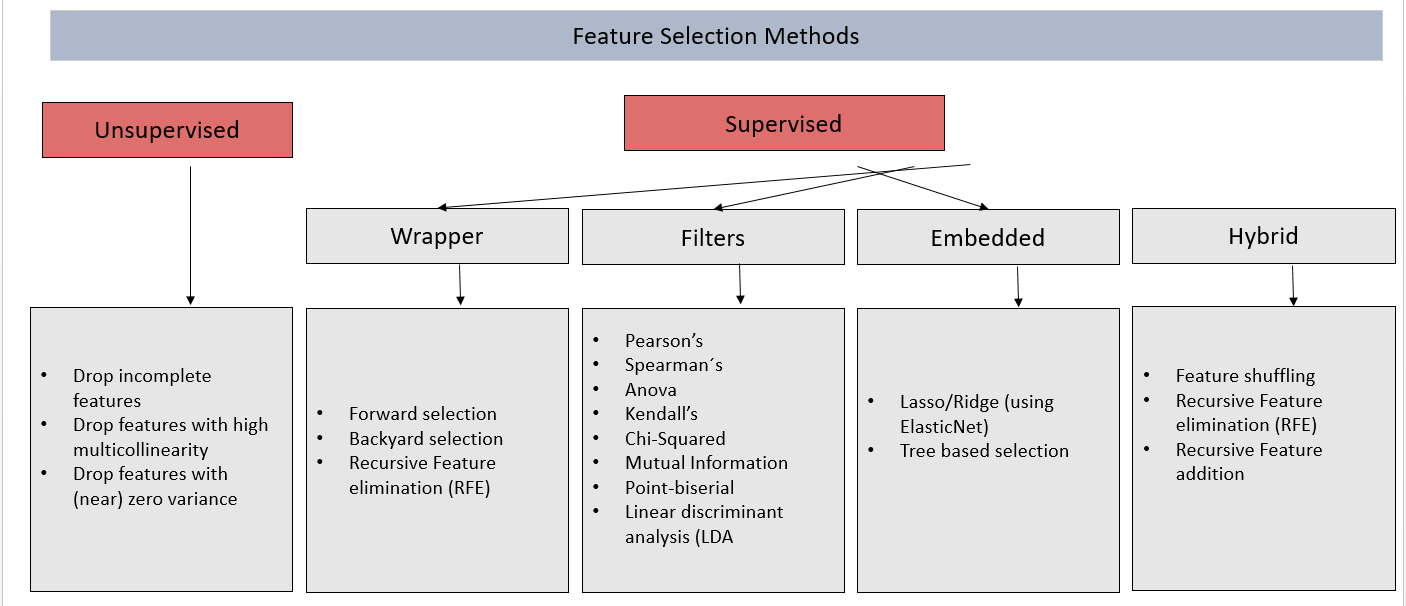 Feature Selection Methods
Unsupervised
Supervised
Wrapper
Filters
Embedded
Hybrid
• Drop incomplete
features
• Drop features with high
multicollinearity
• Drop features with
(near) zero variance
• Forward selection
• Backyard selection
• Recursive Feature
elimination (RFE)
• Pearson’s
• Spearman´s
• Anova
• Kendall’s
• Chi-Squared
• Mutual Information
• Point-biserial
• Linear discriminant
analysis (LDA
• Lasso/Ridge (using
ElasticNet)
• Tree based selection
• Feature shuffling
• Recursive Feature
elimination (RFE)
• Recursive Feature
addition